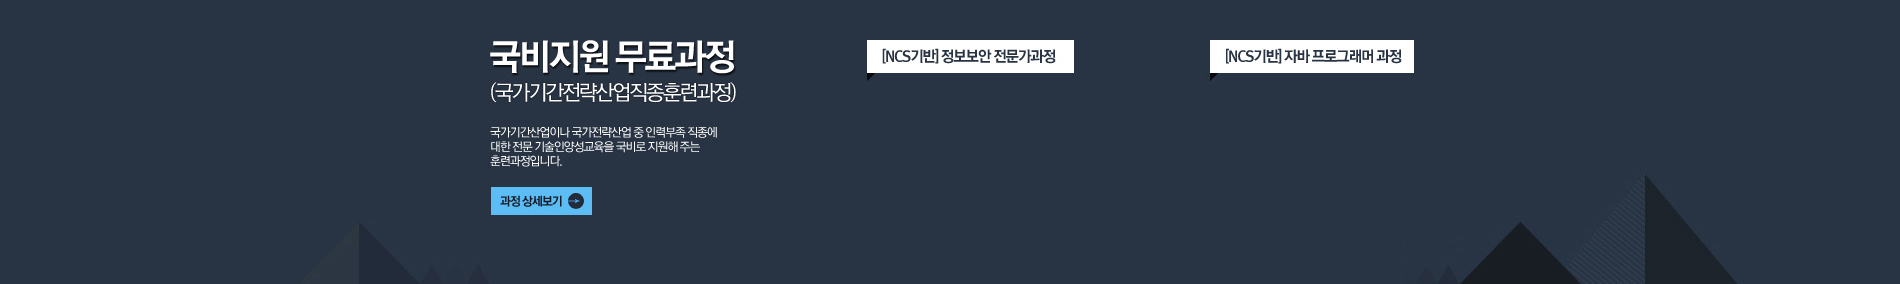 국비지원 무료과정
(국가기간전략산업직종훈련과정)
국가기간산업이나 국가전략산업 중 인력부족 직종에
대한 전문 기술인양성교육을 국비로 지원해 주는
훈련과정입니다.
과정 상세보기
[NCS기반] 정보보안 전문가과정
[NCS기반] 자바 프로그래머 과정